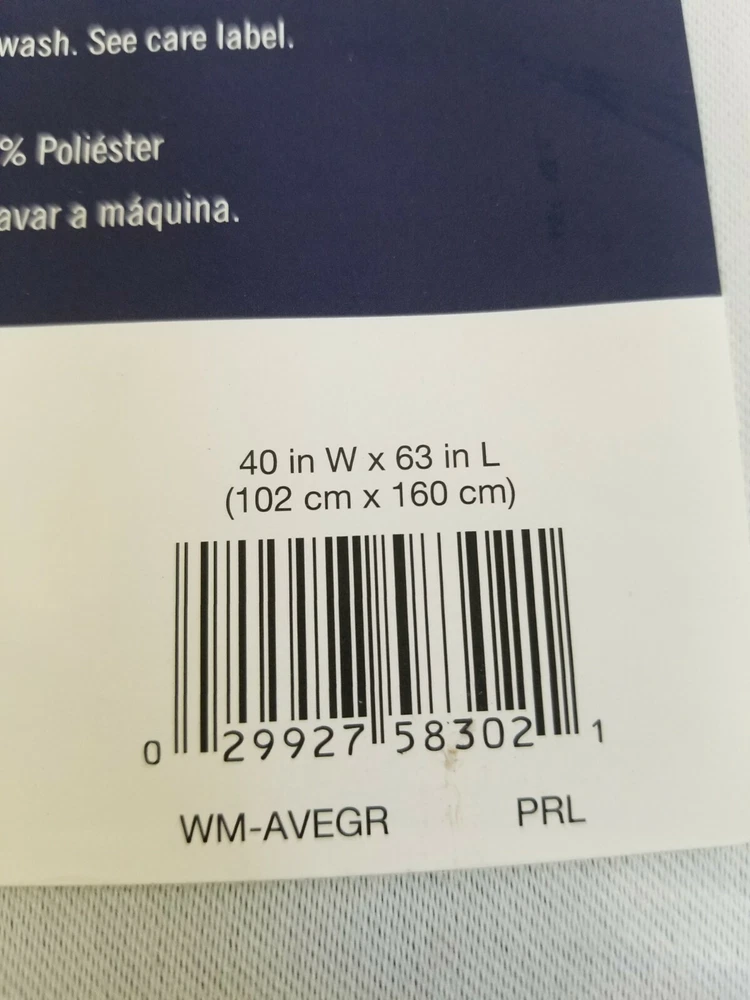 wash. See care label.
% Poliéster
avar a máquina.
40 in W x 63 in L
(102 cm x 160 cm)
0 29927 58302 1
WM-AVEGR PRL